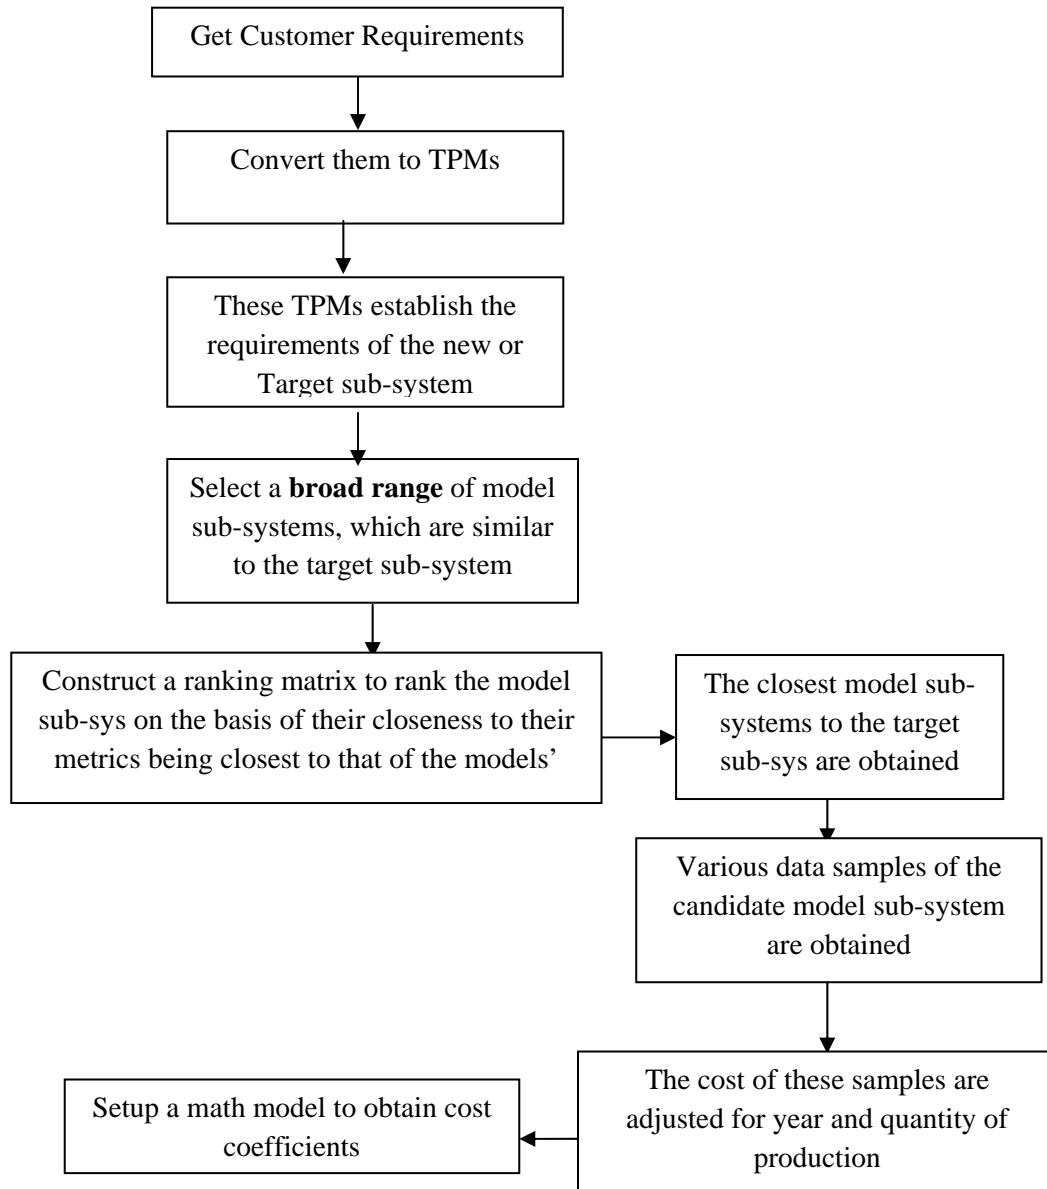 Get Customer Requirements
Convert them to TPMs
These TPMs establish the
requirements of the new or
Target sub-system
Select a broad range of model
sub-systems, which are similar
to the target sub-system
Construct a ranking matrix to rank the model
sub-sys on the basis of their closeness to their
metrics being closest to that of the models’
The closest model sub-
systems to the target
sub-sys are obtained
Various data samples of the
candidate model sub-system
are obtained
The cost of these samples are
adjusted for year and quantity of
production
Setup a math model to obtain cost
coefficients